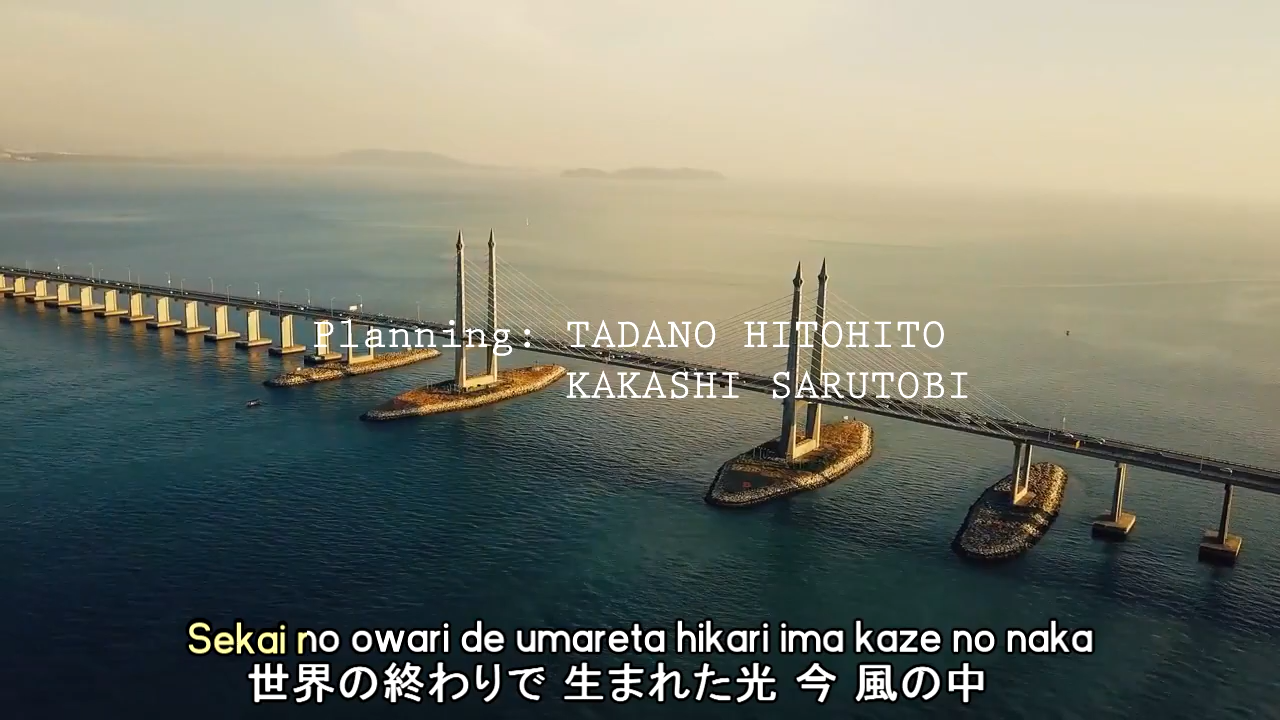 Planning: TADANO HITOHITO
KAKASHI SARUTOBI
Sekai no owari de umareta hikari ima kaze no naka
世界の終わりで 生まれた光 今 風の中